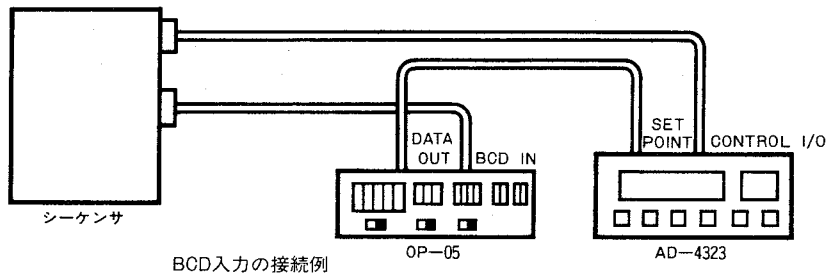 SET
POINT
CONTROL I/O
DATA
OUT
BCD IN
シーケンサ
OP—05
AD—4323
BCD入力の接続例